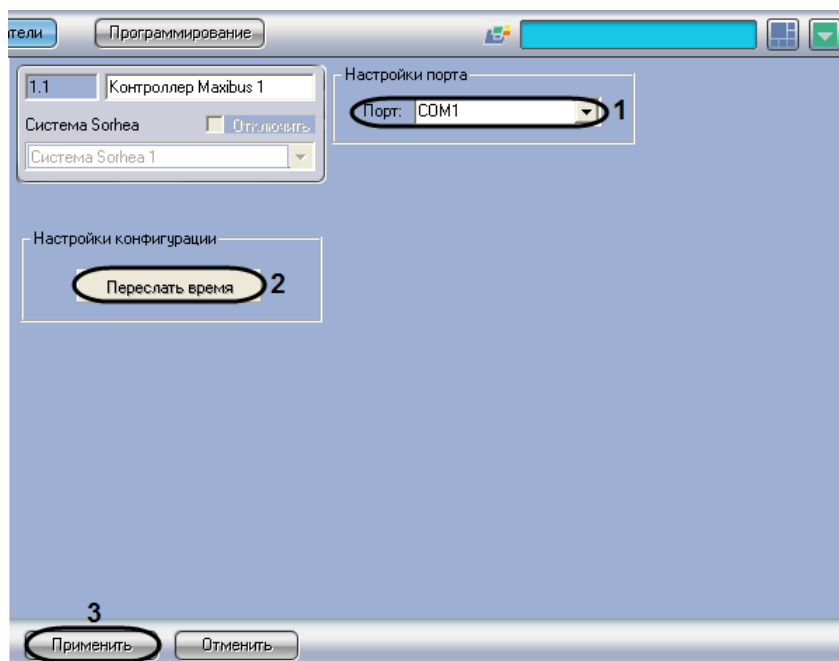 тели Программирование
1.1 Контроллер Maxibus 1
Система Sorhea Отключить
Система Sorhea 1
Настройки порта
Порт: COM1 1
Настройки конфигурации
Переслать время 2
3
Применить Отменить